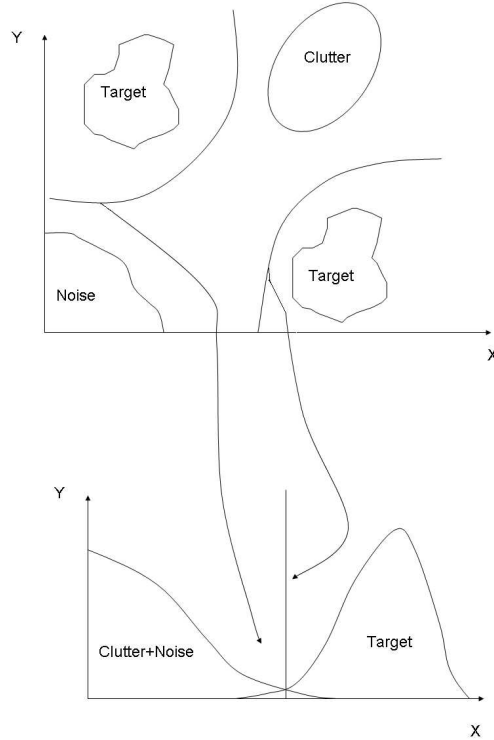 Y
Clutter
Target
Target
Noise
X
Y
Target
Clutter+Noise
X